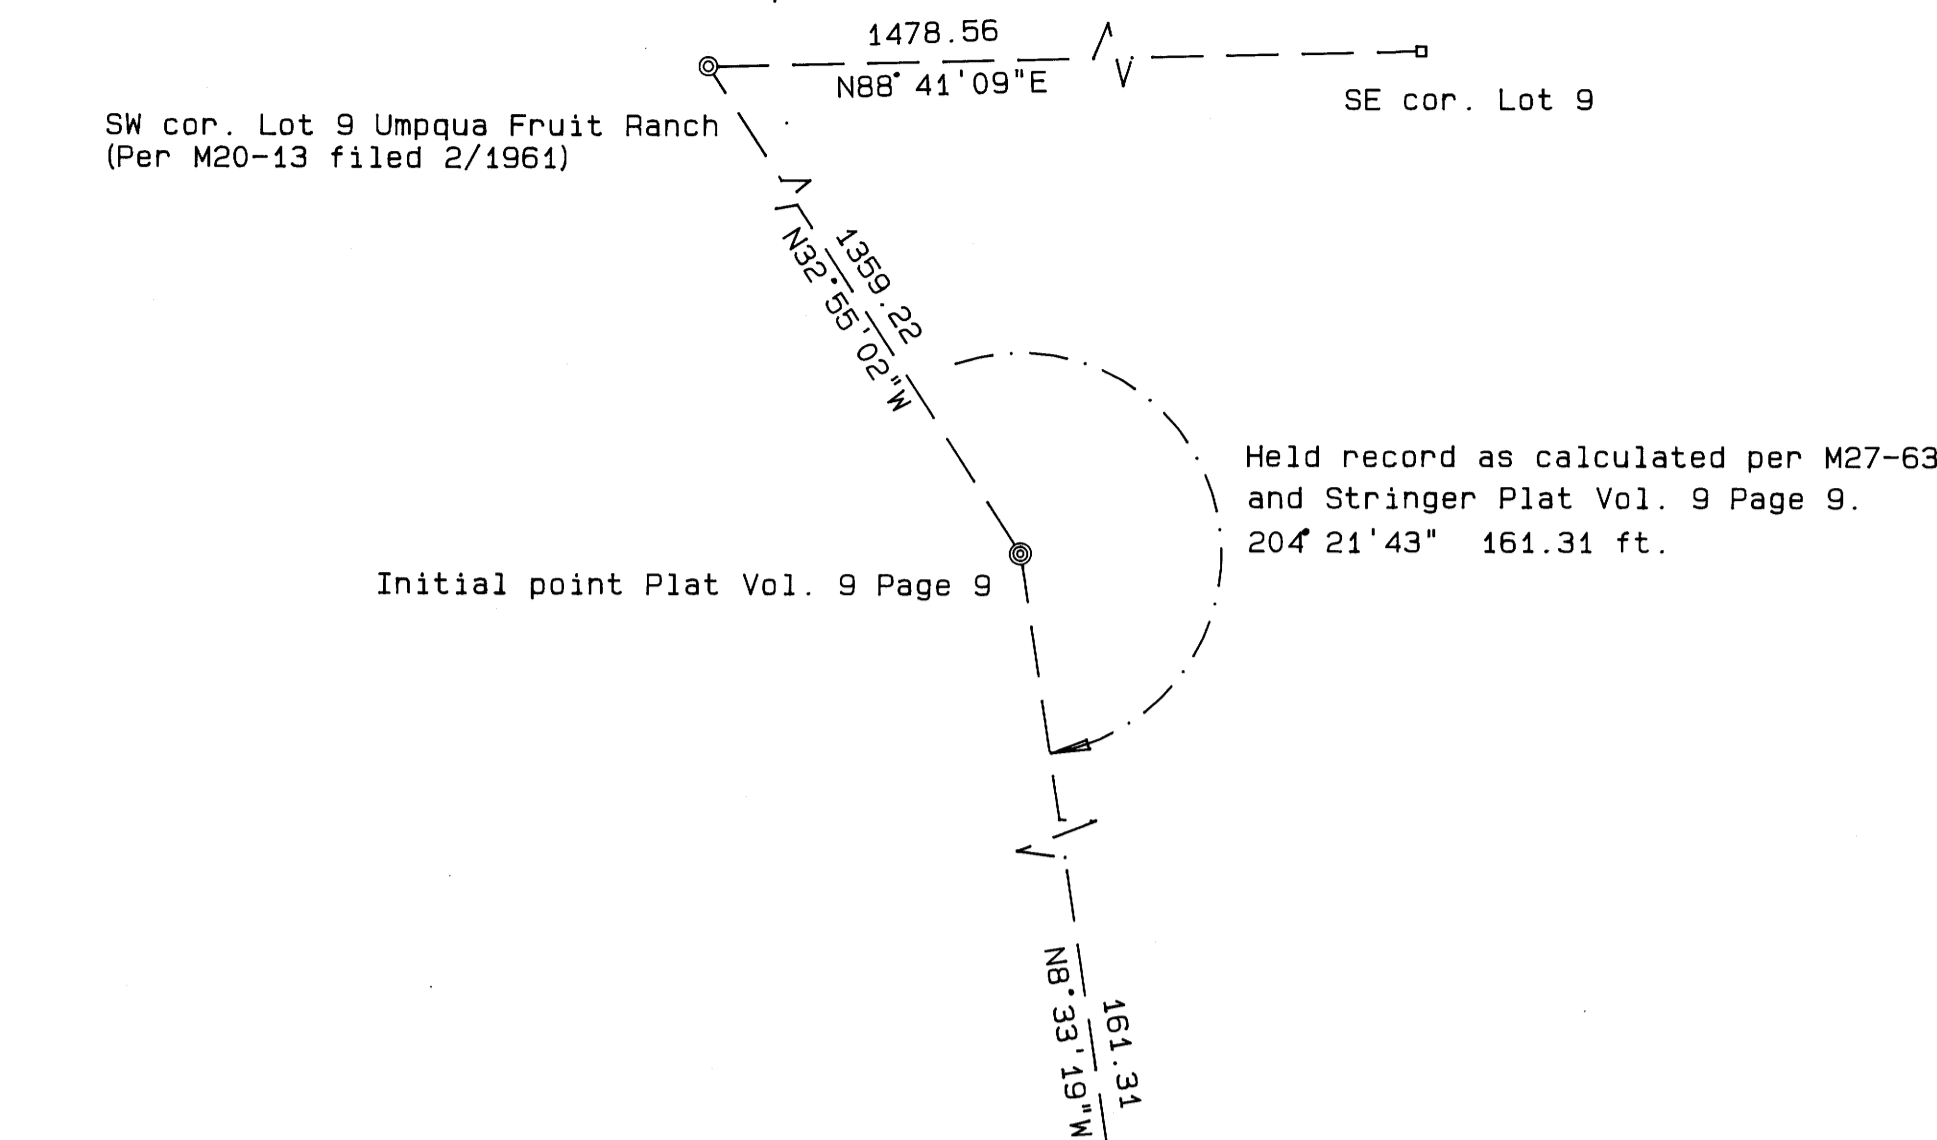 1478.56
N88° 41'09"E
SE cor. Lot 9
SW cor. Lot 9 Umpqua Fruit Ranch
(Per M20-13 filed 2/1961)
1359.22
N32°55'02"W
Held record as calculated per M27-63
and Stringer Plat Vol. 9 Page 9.
204° 21'43" 161.31 ft.
Initial point Plat Vol. 9 Page 9
161.31
N8°33'19"W